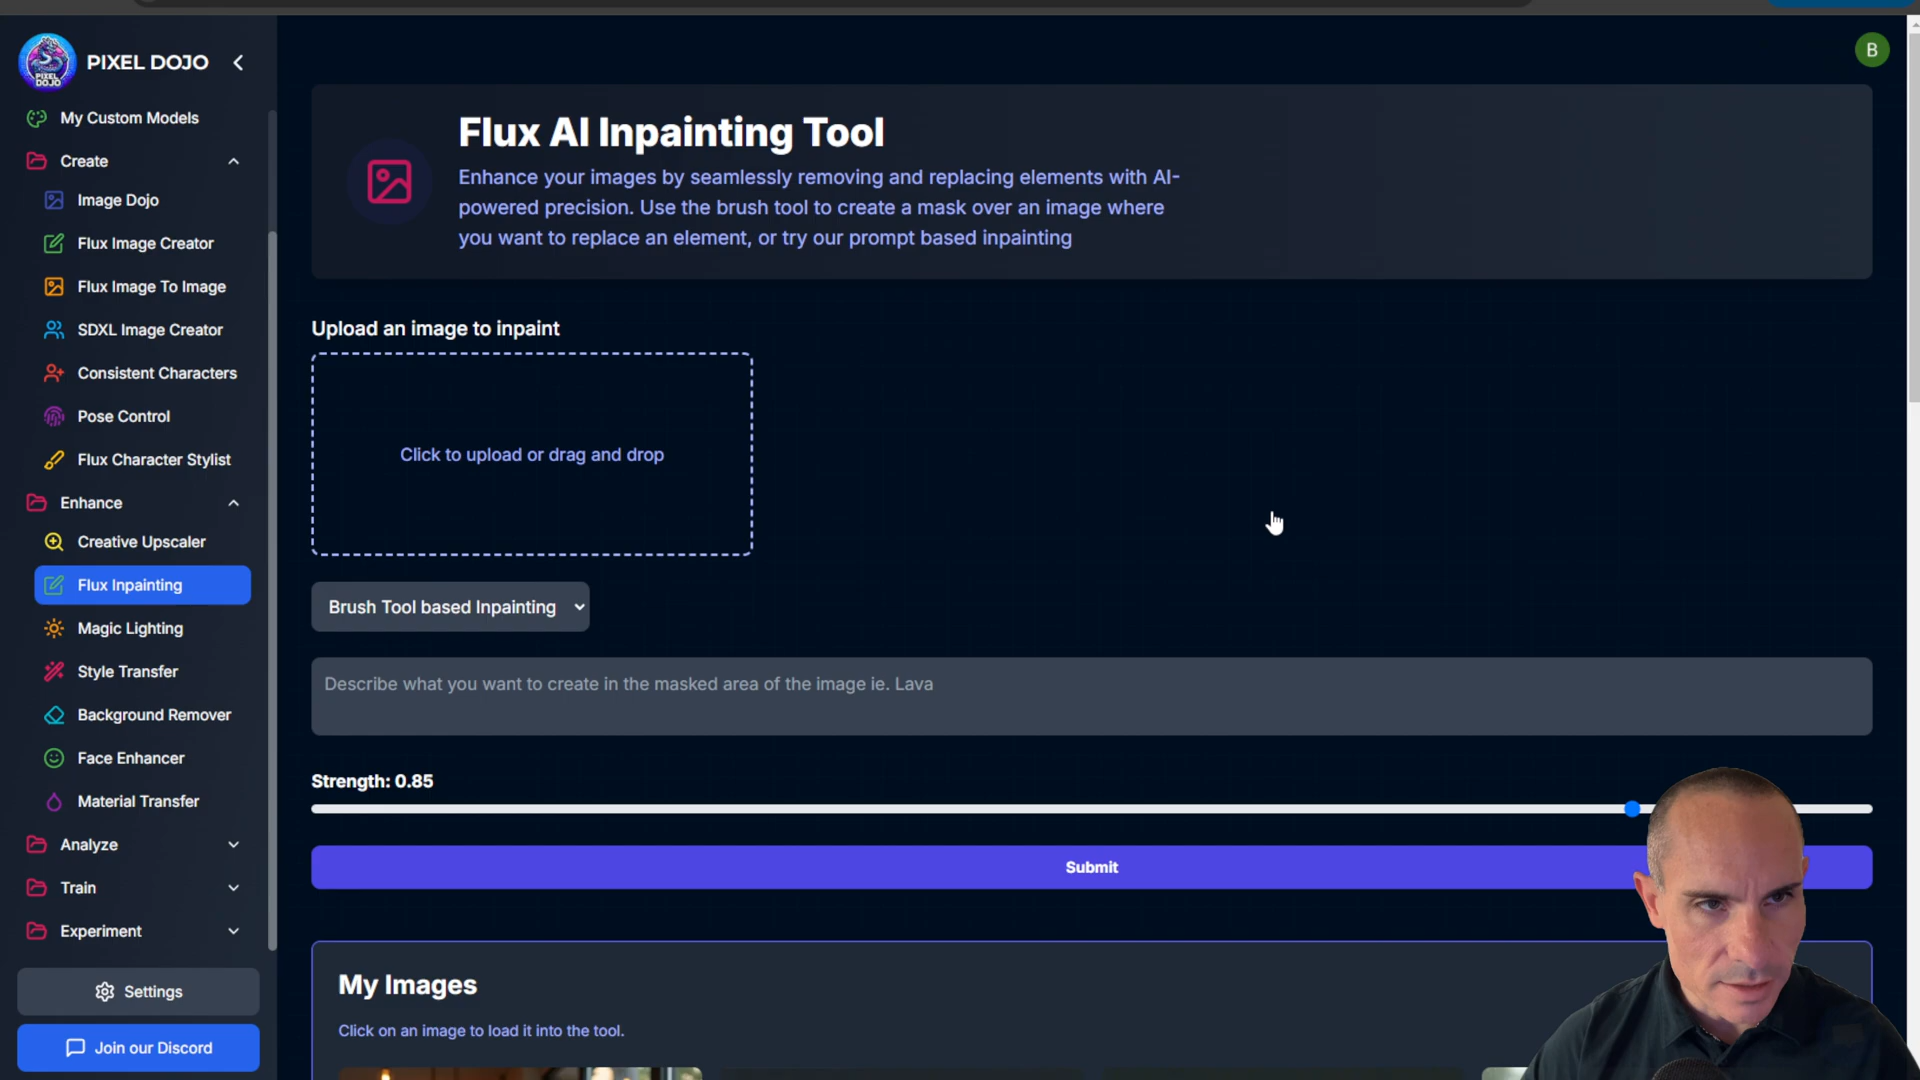 PIXEL DOJO
PIXEL
DOJO
B
My Custom Models
Create
Image Dojo
Flux Image Creator
Flux Image To Image
SDXL Image Creator
Consistent Characters
Pose Control
Flux Character Stylist
Enhance
Creative Upscaler
Flux Inpainting
Magic Lighting
Style Transfer
Background Remover
Face Enhancer
Material Transfer
Analyze
Train
Experiment
Settings
Join our Discord
Flux AI Inpainting Tool
Enhance your images by seamlessly removing and replacing elements with AI-
powered precision. Use the brush tool to create a mask over an image where
you want to replace an element, or try our prompt based inpainting
Upload an image to inpaint
Click to upload or drag and drop
Brush Tool based Inpainting
Describe what you want to create in the masked area of the image ie. Lava
Strength: 0.85
Submit
My Images
Click on an image to load it into the tool.